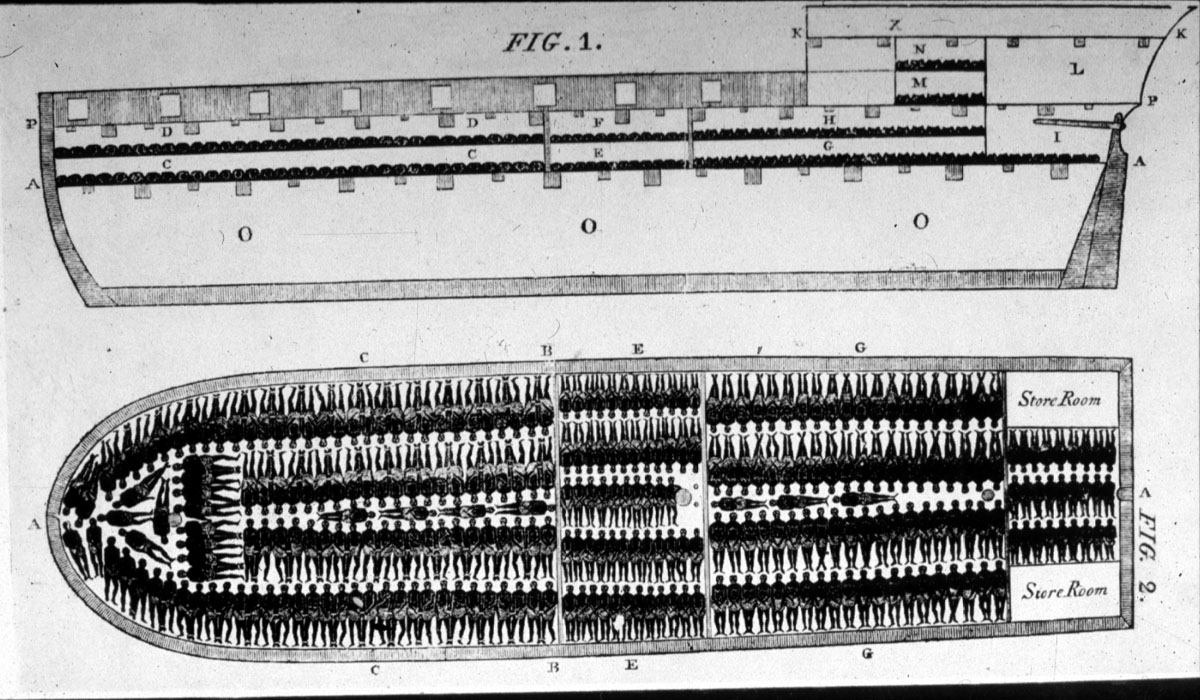 FIG. 1.
K X K
N
L
M
P P
D D F H
I
C C E G
A A
O O O
C B E G
Store Room
A A
FIG. 2.
Store Room
C B E G